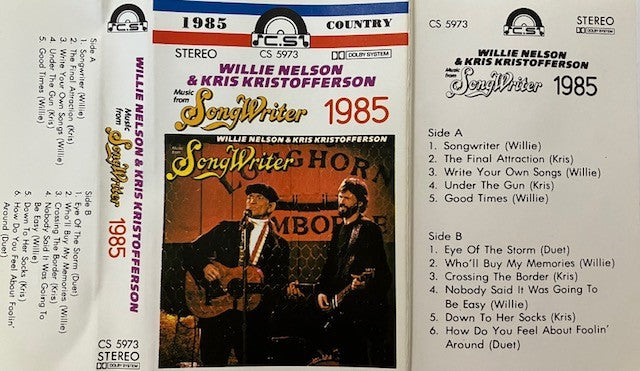 Side A
1. Songwriter (Willie)
2. The Final Attraction (Kris)
3. Write Your Own Songs (Willie)
4. Under The Gun (Kris)
5. Good Times (Willie)
Side B
1. Eye Of The Storm (Duet)
2. Who'll Buy My Memories (Willie)
3. Crossing The Border (Kris)
4. Nobody Said It Was Going To
Be Easy (Willie)
5. Down To Her Socks (Kris)
6. How Do You Feel About Foolin'
Around (Duet)
C.S
WILLIE NELSON & KRIS KRISTOFFERSON
Music from
SongWriter 1985
CS 5973
STEREO
DOLBY SYSTEM
C.S
1985 COUNTRY
STEREO CS 5973 DOLBY SYSTEM
WILLIE NELSON
& KRIS KRISTOFFERSON
Music from
SongWriter 1985
WILLIE NELSON & KRIS KRISTOFFERSON
Music from
SongWriter
LONGHORN
JAMBOREE
CS 5973 C.S STEREO
DOLBY SYSTEM
WILLIE NELSON
& KRIS KRISTOFFERSON
Music from
SongWriter 1985
Side A
1. Songwriter (Willie)
2. The Final Attraction (Kris)
3. Write Your Own Songs (Willie)
4. Under The Gun (Kris)
5. Good Times (Willie)
Side B
1. Eye Of The Storm (Duet)
2. Who'll Buy My Memories (Willie)
3. Crossing The Border (Kris)
4. Nobody Said It Was Going To
Be Easy (Willie)
5. Down To Her Socks (Kris)
6. How Do You Feel About Foolin'
Around (Duet)